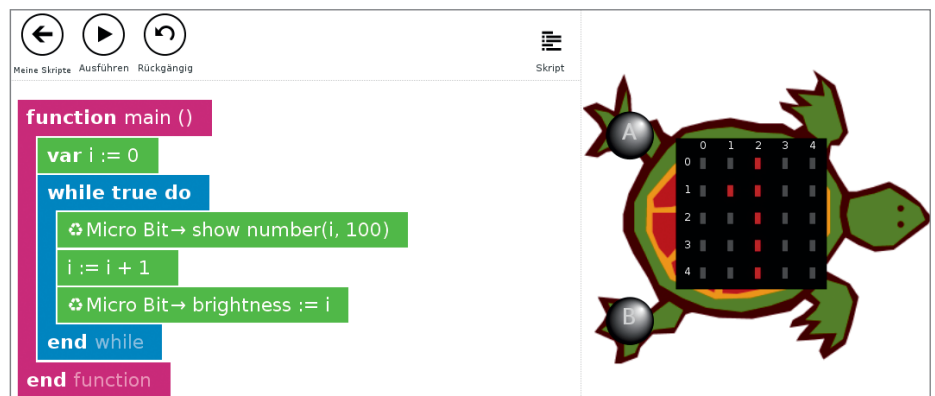 Meine Skripte Ausführen Rückgängig
Skript
function main ()
var i := 0
while true do
♻Micro Bit→ show number(i, 100)
i := i + 1
♻Micro Bit→ brightness := i
end while
end function
A
0 1 2 3 4
0
1
2
3
4
B